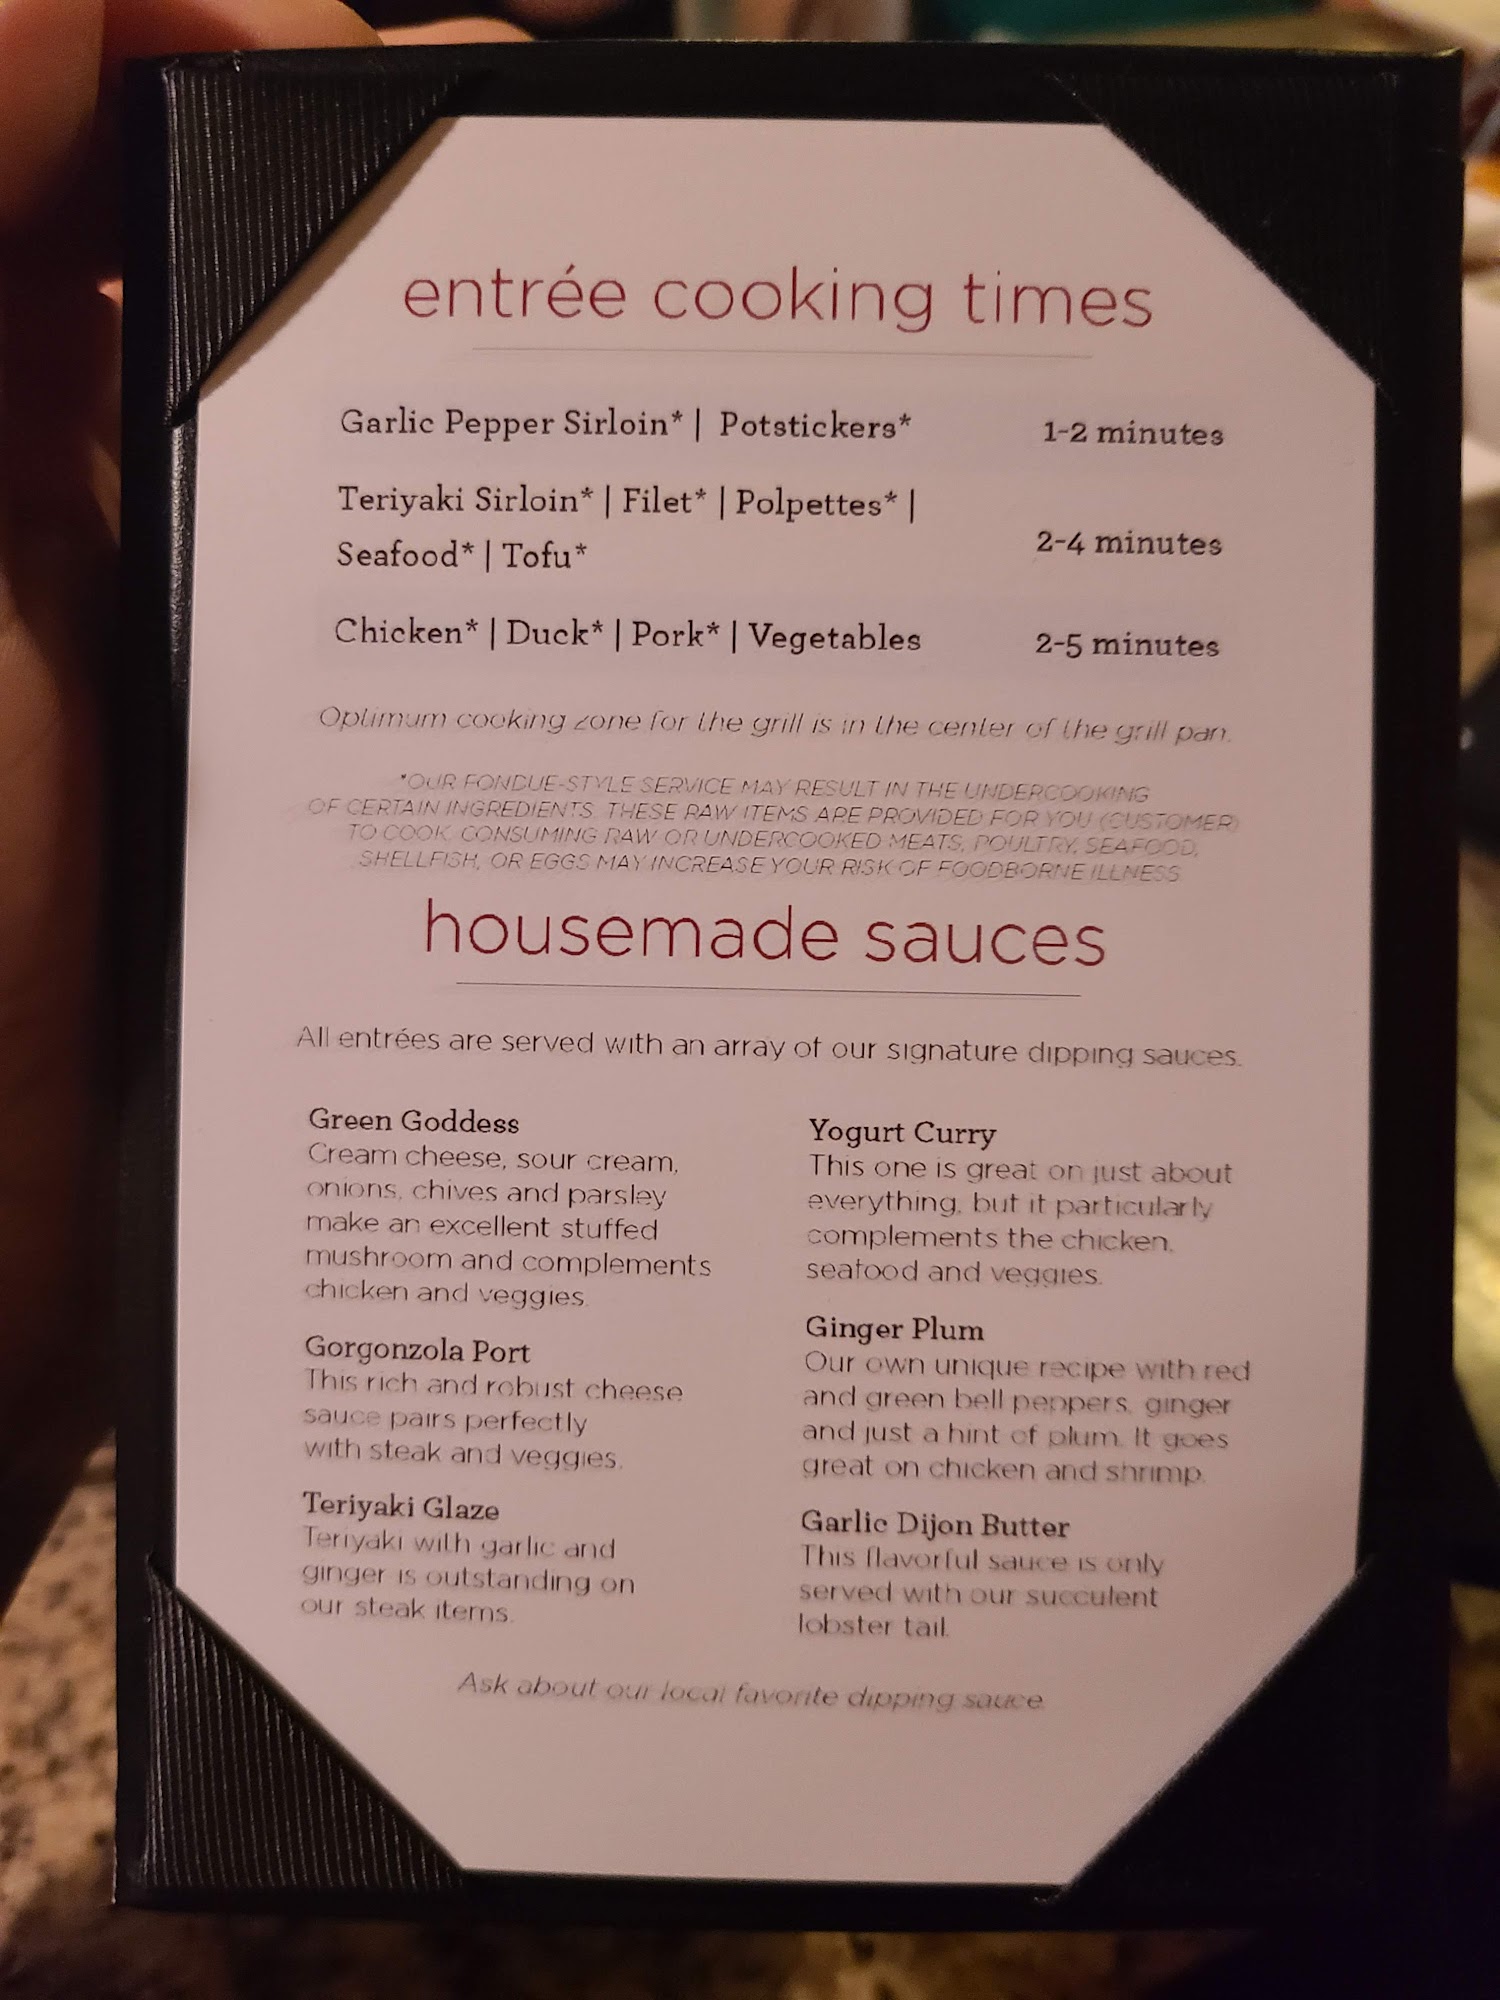 entrée cooking times
Garlic Pepper Sirloin* | Potstickers* 1-2 minutes
Teriyaki Sirloin* | Filet* | Polpettes* |
Seafood* | Tofu* 2-4 minutes
Chicken* | Duck* | Pork* | Vegetables 2-5 minutes
Optimum cooking zone for the grill is in the center of the grill pan.
*OUR FONDUE-STYLE SERVICE MAY RESULT IN THE UNDERCOOKING
OF CERTAIN INGREDIENTS. THESE RAW ITEMS ARE PROVIDED FOR YOU (CUSTOMER)
TO COOK. CONSUMING RAW OR UNDERCOOKED MEATS, POULTRY, SEAFOOD,
SHELLFISH, OR EGGS MAY INCREASE YOUR RISK OF FOODBORNE ILLNESS
housemade sauces
All entrées are served with an array of our signature dipping sauces.
Green Goddess
Cream cheese, sour cream,
onions, chives and parsley
make an excellent stuffed
mushroom and complements
chicken and veggies.
Gorgonzola Port
This rich and robust cheese
sauce pairs perfectly
with steak and veggies.
Teriyaki Glaze
Teriyaki with garlic and
ginger is outstanding on
our steak items.
Yogurt Curry
This one is great on just about
everything, but it particularly
complements the chicken,
seafood and veggies.
Ginger Plum
Our own unique recipe with red
and green bell peppers, ginger
and just a hint of plum. It goes
great on chicken and shrimp.
Garlic Dijon Butter
This flavorful sauce is only
served with our succulent
lobster tail.
Ask about our local favorite dipping sauce.